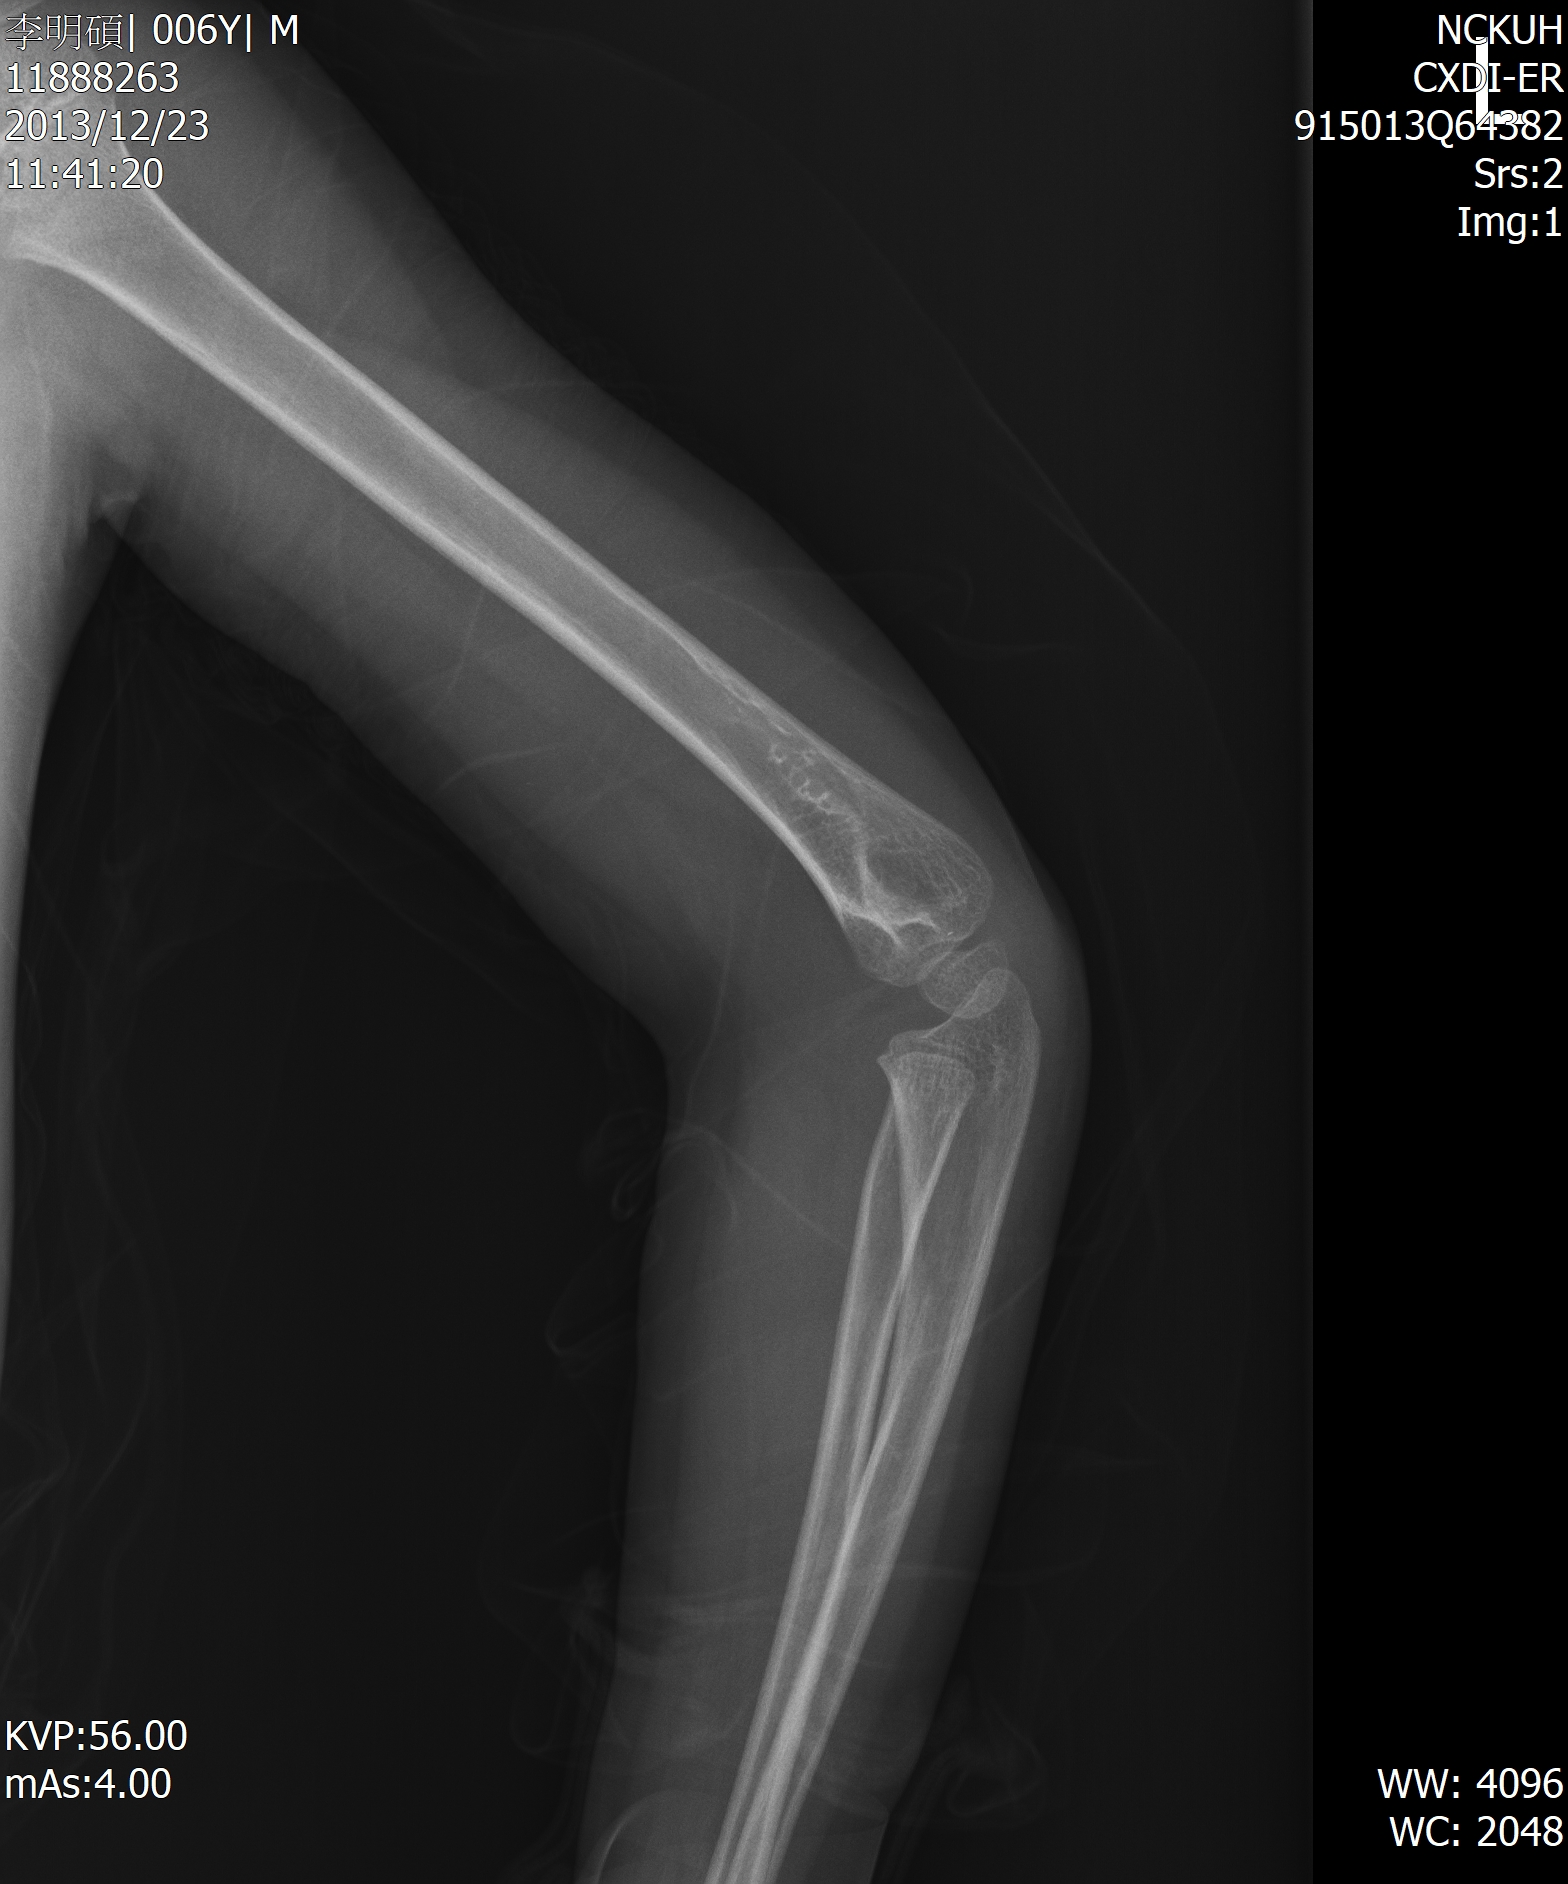 李明碩| 006Y| M
11888263
2013/12/23
11:41:20
NCKUH
CXDI-ER
915013Q64382
Srs:2
Img:1
L
KVP:56.00
mAs:4.00
WW: 4096
WC: 2048